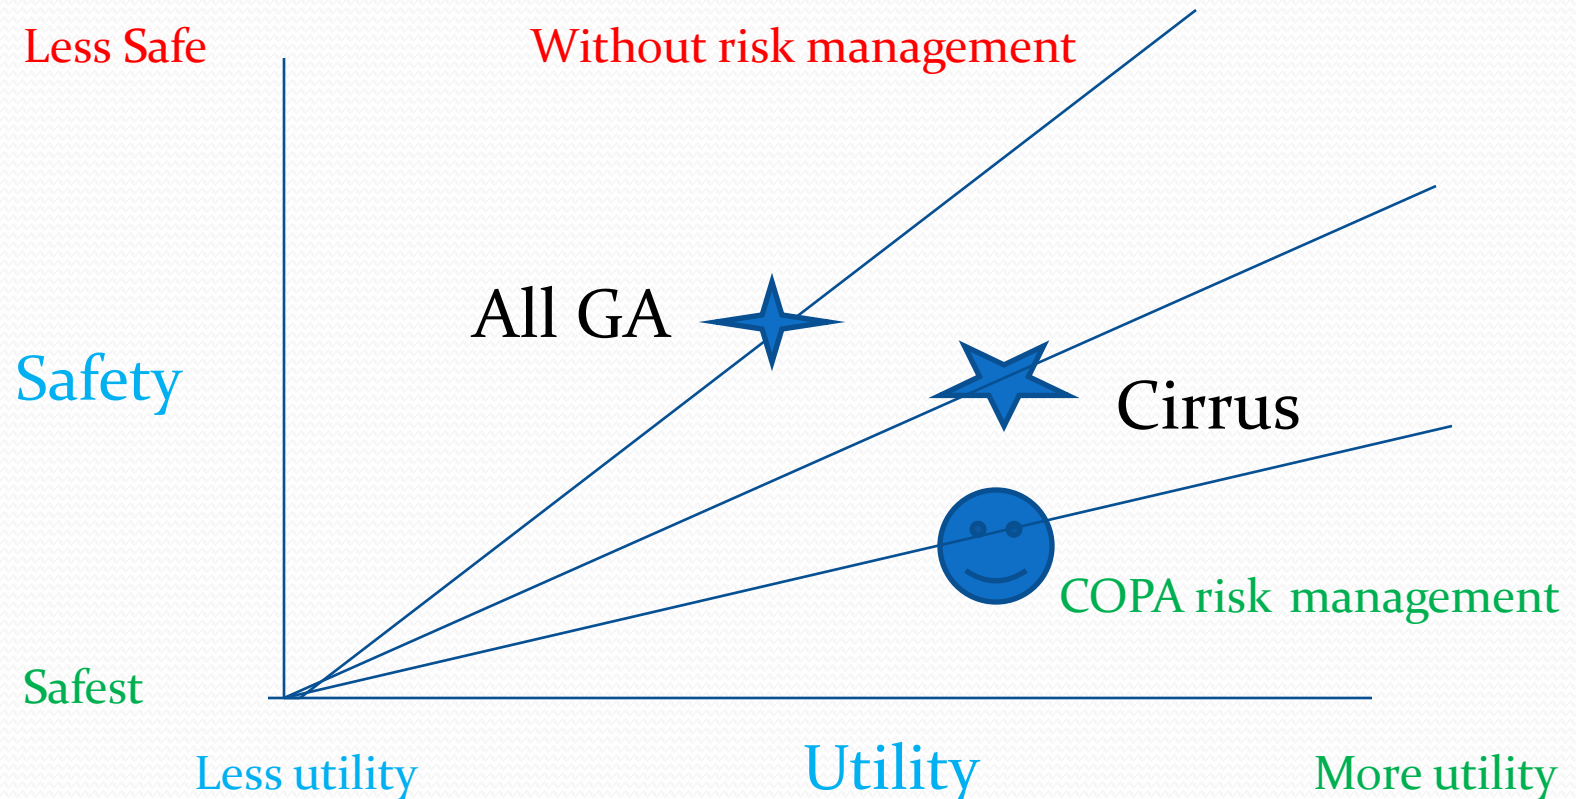 Less Safe
Without risk management
All GA
Safety
Cirrus
COPA risk management
Safest
Less utility
Utility
More utility